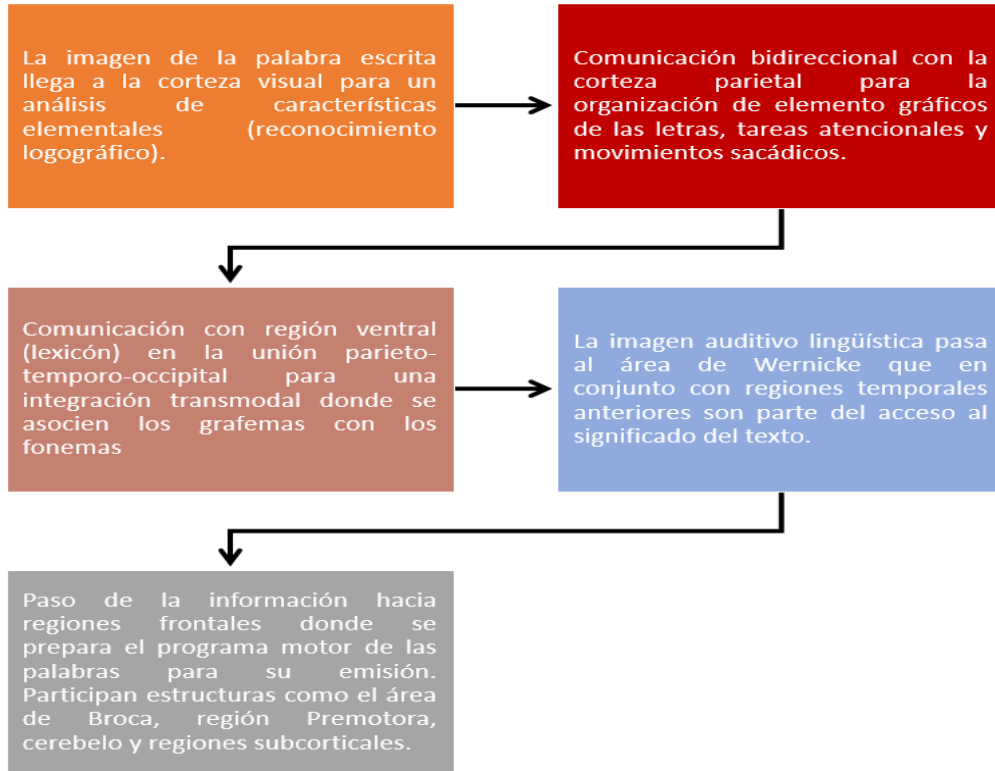 La imagen de la palabra escrita
llega a la corteza visual para un
análisis de características
elementales (reconocimiento
logográfico).
Comunicación bidireccional con la
corteza parietal para la
organización de elemento gráficos
de las letras, tareas atencionales y
movimientos sacádicos.
Comunicación con región ventral
(lexicón) en la unión parieto-
temporo-occipital para una
integración transmodal donde se
asocien los grafemas con los
fonemas
La imagen auditivo lingüística pasa
al área de Wernicke que en
conjunto con regiones temporales
anteriores son parte del acceso al
significado del texto.
Paso de la información hacia
regiones frontales donde se
prepara el programa motor de las
palabras para su emisión.
Participan estructuras como el área
de Broca, región Premotora,
cerebelo y regiones subcorticales.